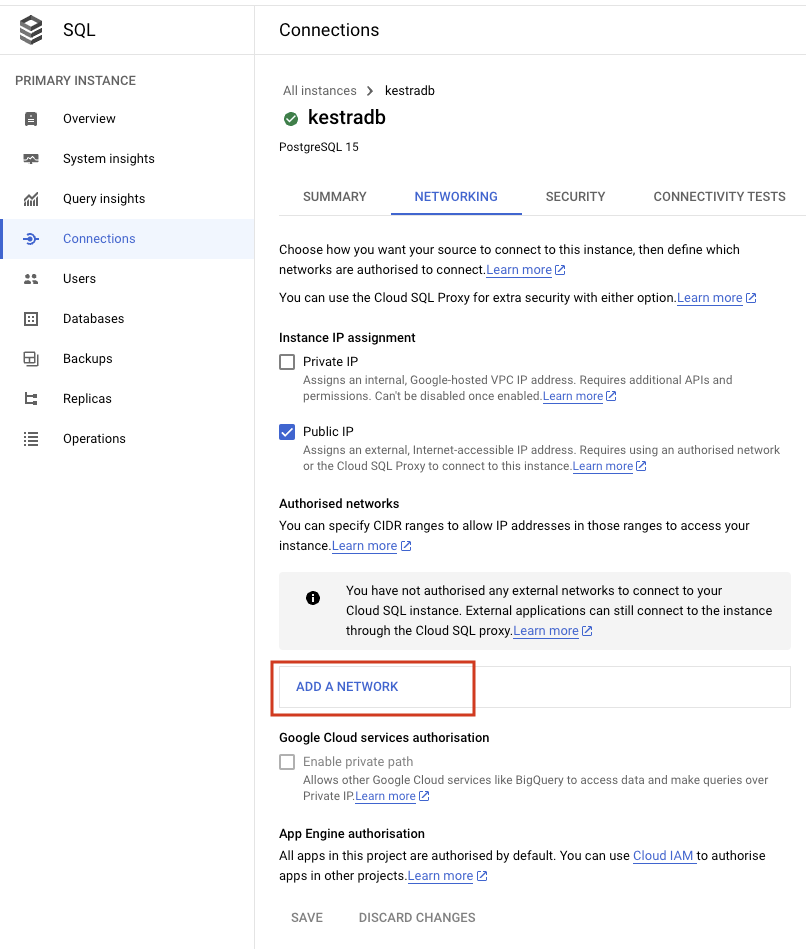 SQL
Connections
PRIMARY INSTANCE
Overview
System insights
Query insights
Connections
Users
Databases
Backups
Replicas
Operations
All instances > kestradb
kestradb
PostgreSQL 15
SUMMARY
NETWORKING
SECURITY
CONNECTIVITY TESTS
Choose how you want your source to connect to this instance, then define which
networks are authorised to connect.Learn more
You can use the Cloud SQL Proxy for extra security with either option.Learn more
Instance IP assignment
Private IP
Assigns an internal, Google-hosted VPC IP address. Requires additional APIs and
permissions. Can't be disabled once enabled.Learn more
Public IP
Assigns an external, Internet-accessible IP address. Requires using an authorised network
or the Cloud SQL Proxy to connect to this instance.Learn more
Authorised networks
You can specify CIDR ranges to allow IP addresses in those ranges to access your
instance.Learn more
You have not authorised any external networks to connect to your
Cloud SQL instance. External applications can still connect to the instance
through the Cloud SQL proxy.Learn more
ADD A NETWORK
Google Cloud services authorisation
Enable private path
Allows other Google Cloud services like BigQuery to access data and make queries over
Private IP.Learn more
App Engine authorisation
All apps in this project are authorised by default. You can use Cloud IAM to authorise
apps in other projects.Learn more
SAVE
DISCARD CHANGES